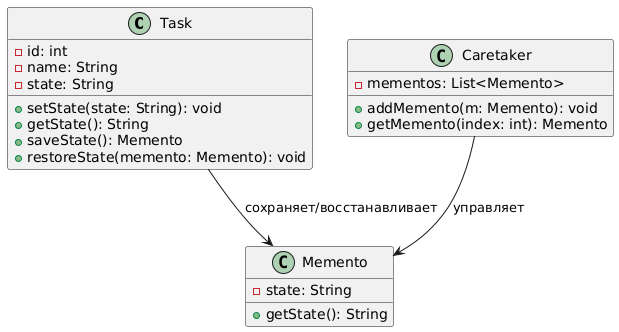 C Task
id: int
name: String
state: String
setState(state: String): void
getState(): String
saveState(): Memento
restoreState(memento: Memento): void
C Caretaker
mementos: List<Memento>
addMemento(m: Memento): void
getMemento(index: int): Memento
сохраняет/восстанавливает
управляет
C Memento
state: String
getState(): String